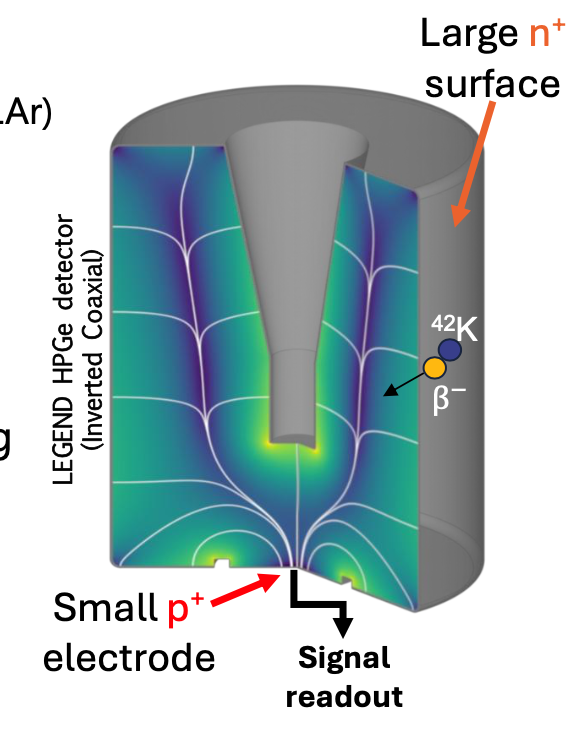 Large n⁺
surface
LAr)
LEGEND HPGe detector
(Inverted Coaxial)
⁴²K
β⁻
g
Small p⁺
electrode
Signal
readout